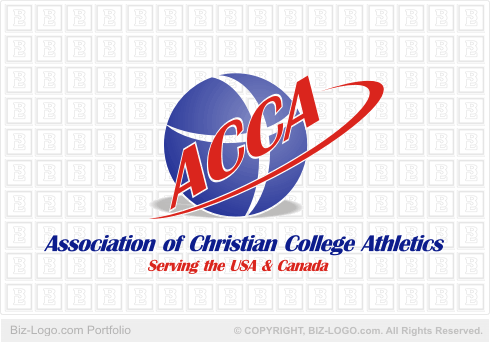 ACCA
Association of Christian College Athletics
Serving the USA & Canada
Biz-Logo.com Portfolio
© COPYRIGHT, BIZ-LOGO.com. All Rights Reserved.